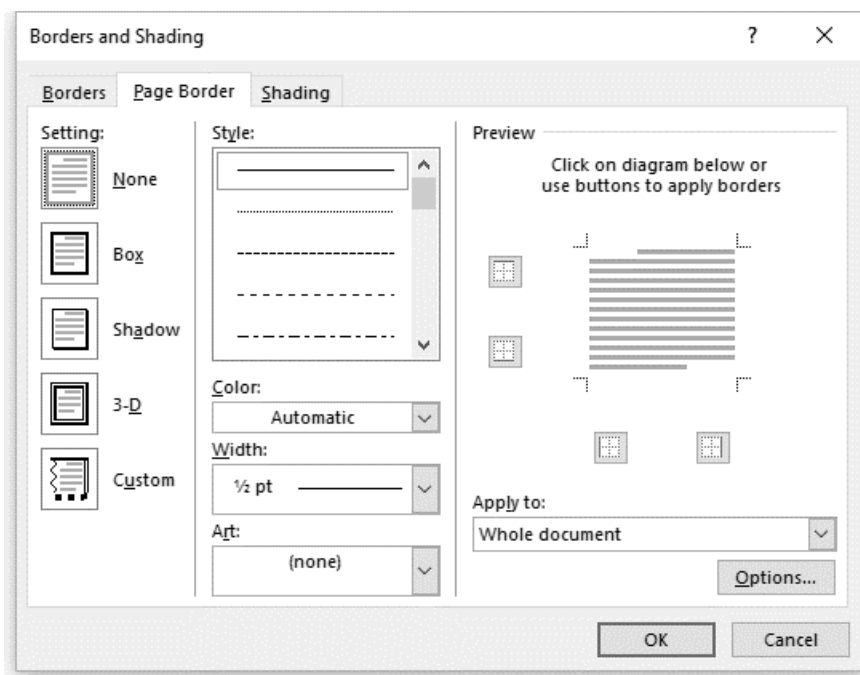 Borders and Shading
?
Borders
Page Border
Shading
Setting:
None
Box
Shadow
3-D
Custom
Style:
Color:
Automatic
Width:
½ pt
Art:
(none)
Preview
Click on diagram below or
use buttons to apply borders
Apply to:
Whole document
Options...
OK
Cancel